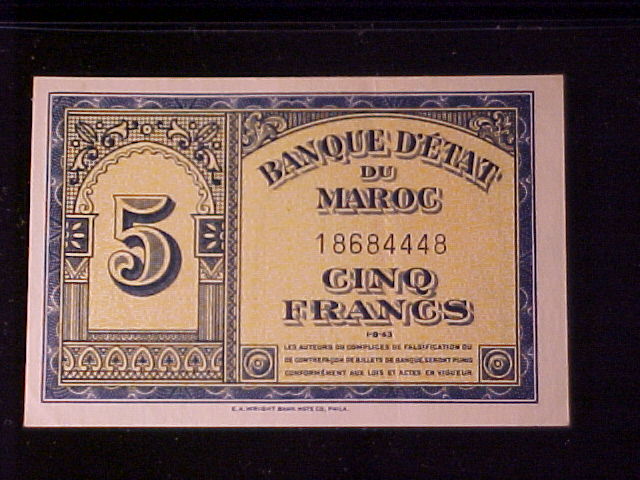 5
BANQUE D'ÉTAT
DU
MAROC
18684448
CINQ
FRANCS
1-8-43
LES AUTEURS OU COMPLICES DE FALSIFICATION OU
DE CONTREFAÇON DE BILLETS DE BANQUE, SERONT PUNIS
CONFORMÉMENT AUX LOIS ET ACTES EN VIGUEUR
E. A. WRIGHT BANK NOTE CO., PHILA.